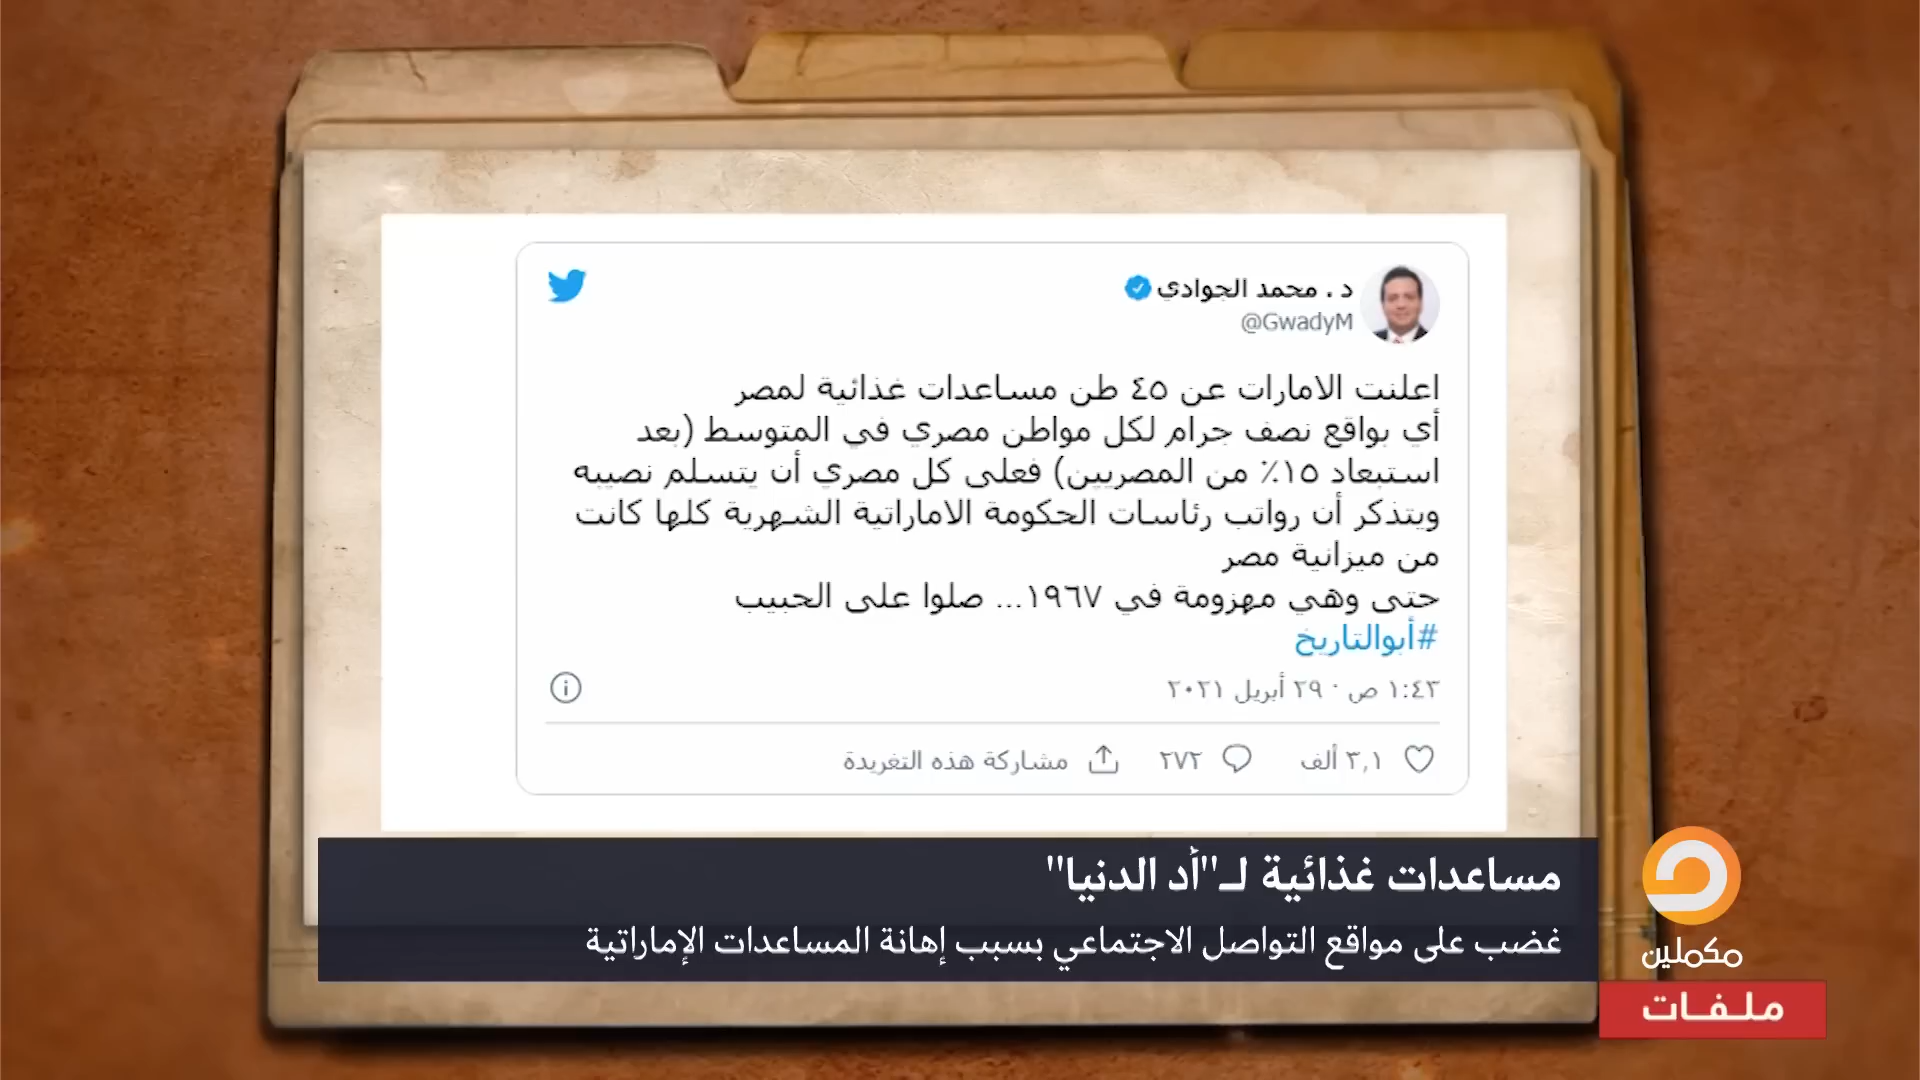 د . محمد الجوادي
@GwadyM
اعلنت الامارات عن ٤٥ طن مساعدات غذائية لمصر
أي بواقع نصف جرام لكل مواطن مصري في المتوسط (بعد
استبعاد ١٥٪ من المصريين) فعلى كل مصري أن يتسلم نصيبه
ويتذكر أن رواتب رئاسات الحكومة الاماراتية الشهرية كلها كانت
من ميزانية مصر
حتى وهي مهزومة في ١٩٦٧... صلوا على الحبيب
#أبوالتاريخ
١:٤٣ ص · ٢٩ أبريل ٢٠٢١
٣,١ ألف ٢٧٢ مشاركة هذه التغريدة
مساعدات غذائية لـ"أد الدنيا"
غضب على مواقع التواصل الاجتماعي بسبب إهانة المساعدات الإماراتية
مكملين
ملفات